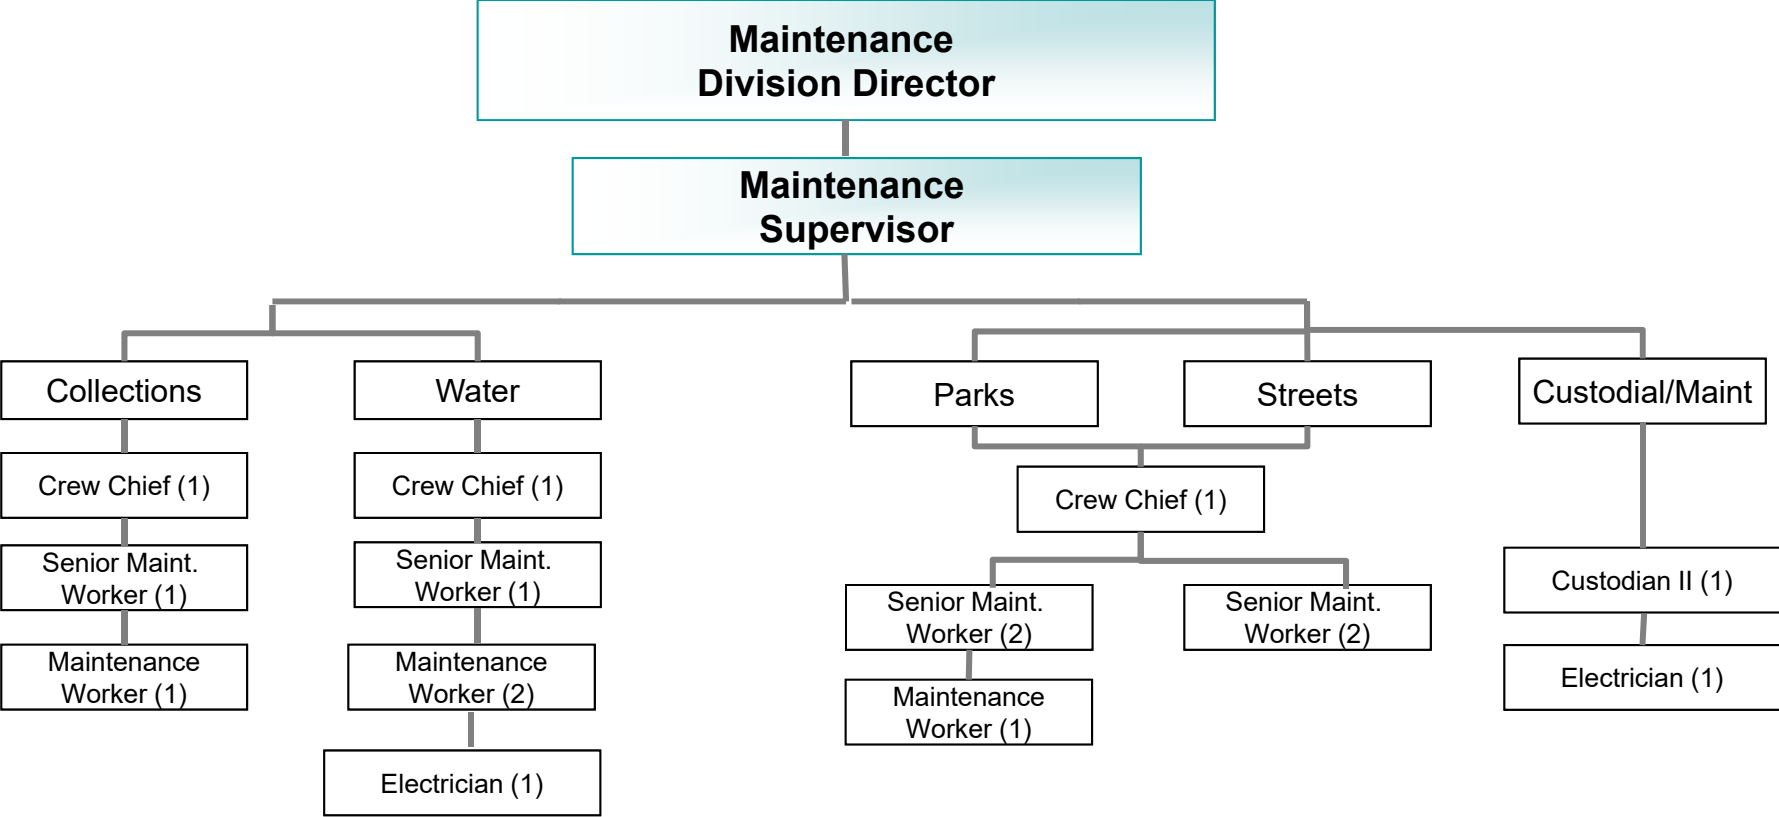 Maintenance
Division Director
Maintenance
Supervisor
Collections
Water
Parks
Streets
Custodial/Maint
Crew Chief (1)
Crew Chief (1)
Crew Chief (1)
Senior Maint.
Worker (1)
Senior Maint.
Worker (1)
Senior Maint.
Worker (2)
Senior Maint.
Worker (2)
Custodian II (1)
Maintenance
Worker (1)
Maintenance
Worker (2)
Maintenance
Worker (1)
Electrician (1)
Electrician (1)